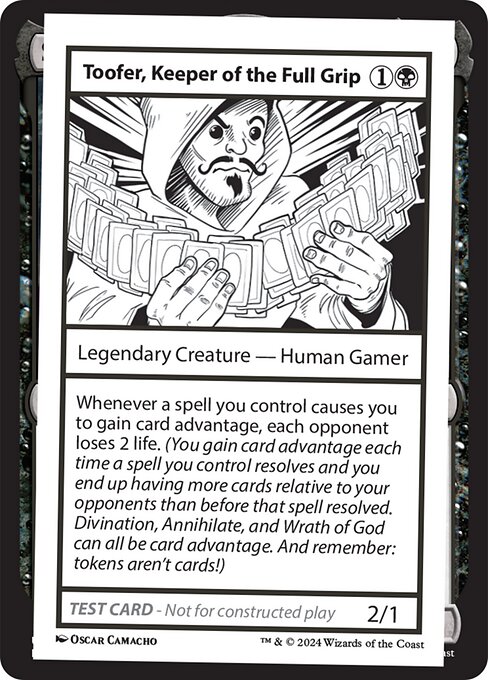 Toofer, Keeper of the Full Grip 1
Legendary Creature — Human Gamer
Whenever a spell you control causes you
to gain card advantage, each opponent
loses 2 life. (You gain card advantage each
time a spell you control resolves and you
end up having more cards relative to your
opponents than before that spell resolved.
Divination, Annihilate, and Wrath of God
can all be card advantage. And remember:
tokens aren't cards!)
TEST CARD - Not for constructed play 2/1
Oscar Camacho ™ & © 2024 Wizards of the Coast